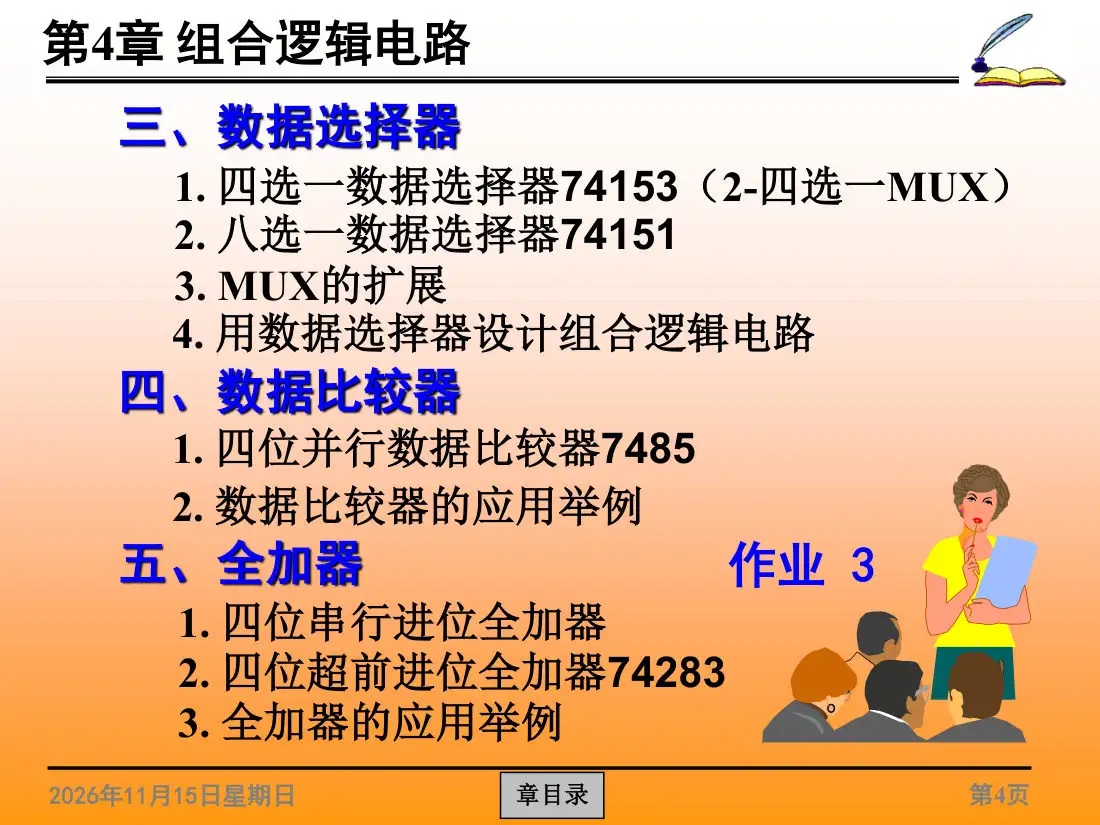 第4章 组合逻辑电路
三、数据选择器
1. 四选一数据选择器74153（2-四选一MUX）
2. 八选一数据选择器74151
3. MUX的扩展
4. 用数据选择器设计组合逻辑电路
四、数据比较器
1. 四位并行数据比较器7485
2. 数据比较器的应用举例
五、全加器
作业 3
1. 四位串行进位全加器
2. 四位超前进位全加器74283
3. 全加器的应用举例
2026年11月15日星期日
章目录
第4页